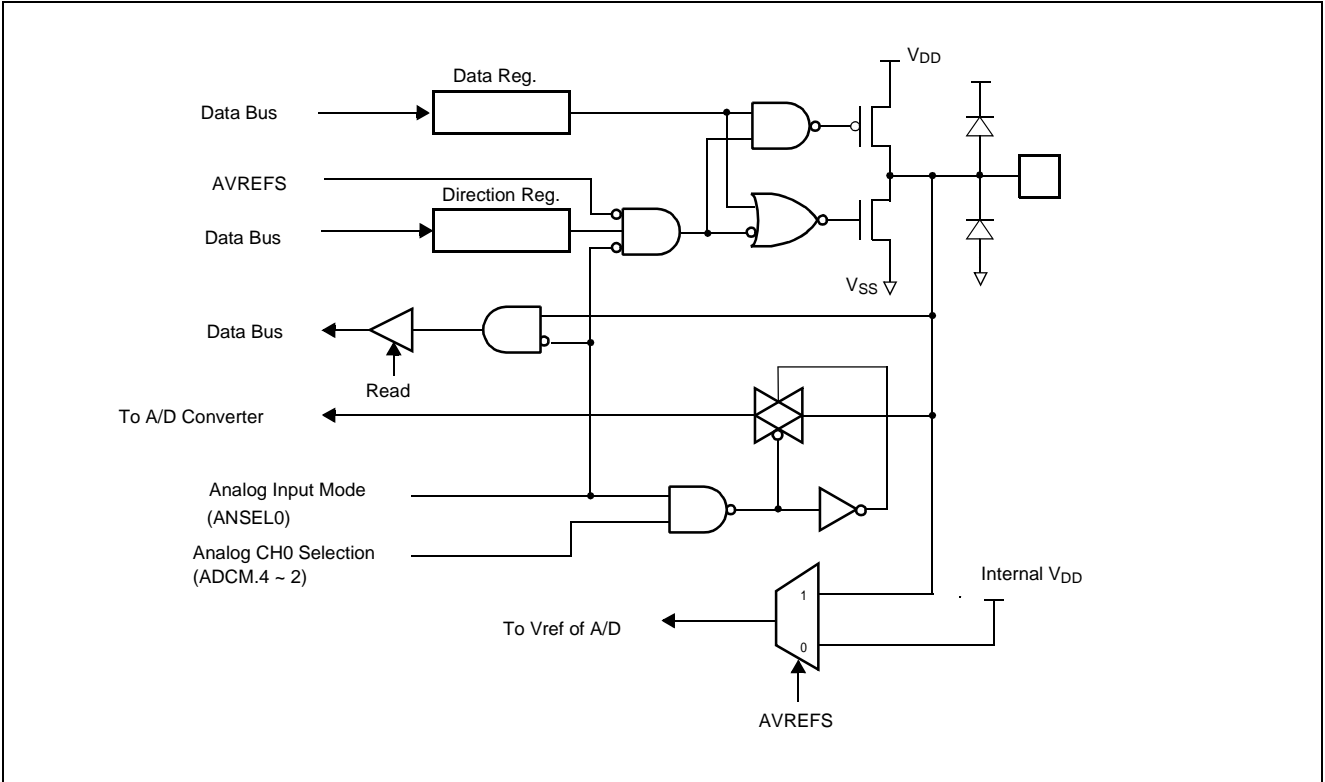 VDD
Data Reg.
Data Bus
AVREFS
Direction Reg.
Data Bus
VSS
Data Bus
Read
To A/D Converter
Analog Input Mode
(ANSEL0)
Analog CH0 Selection
(ADCM.4 ~ 2)
Internal VDD
1
To Vref of A/D
0
AVREFS